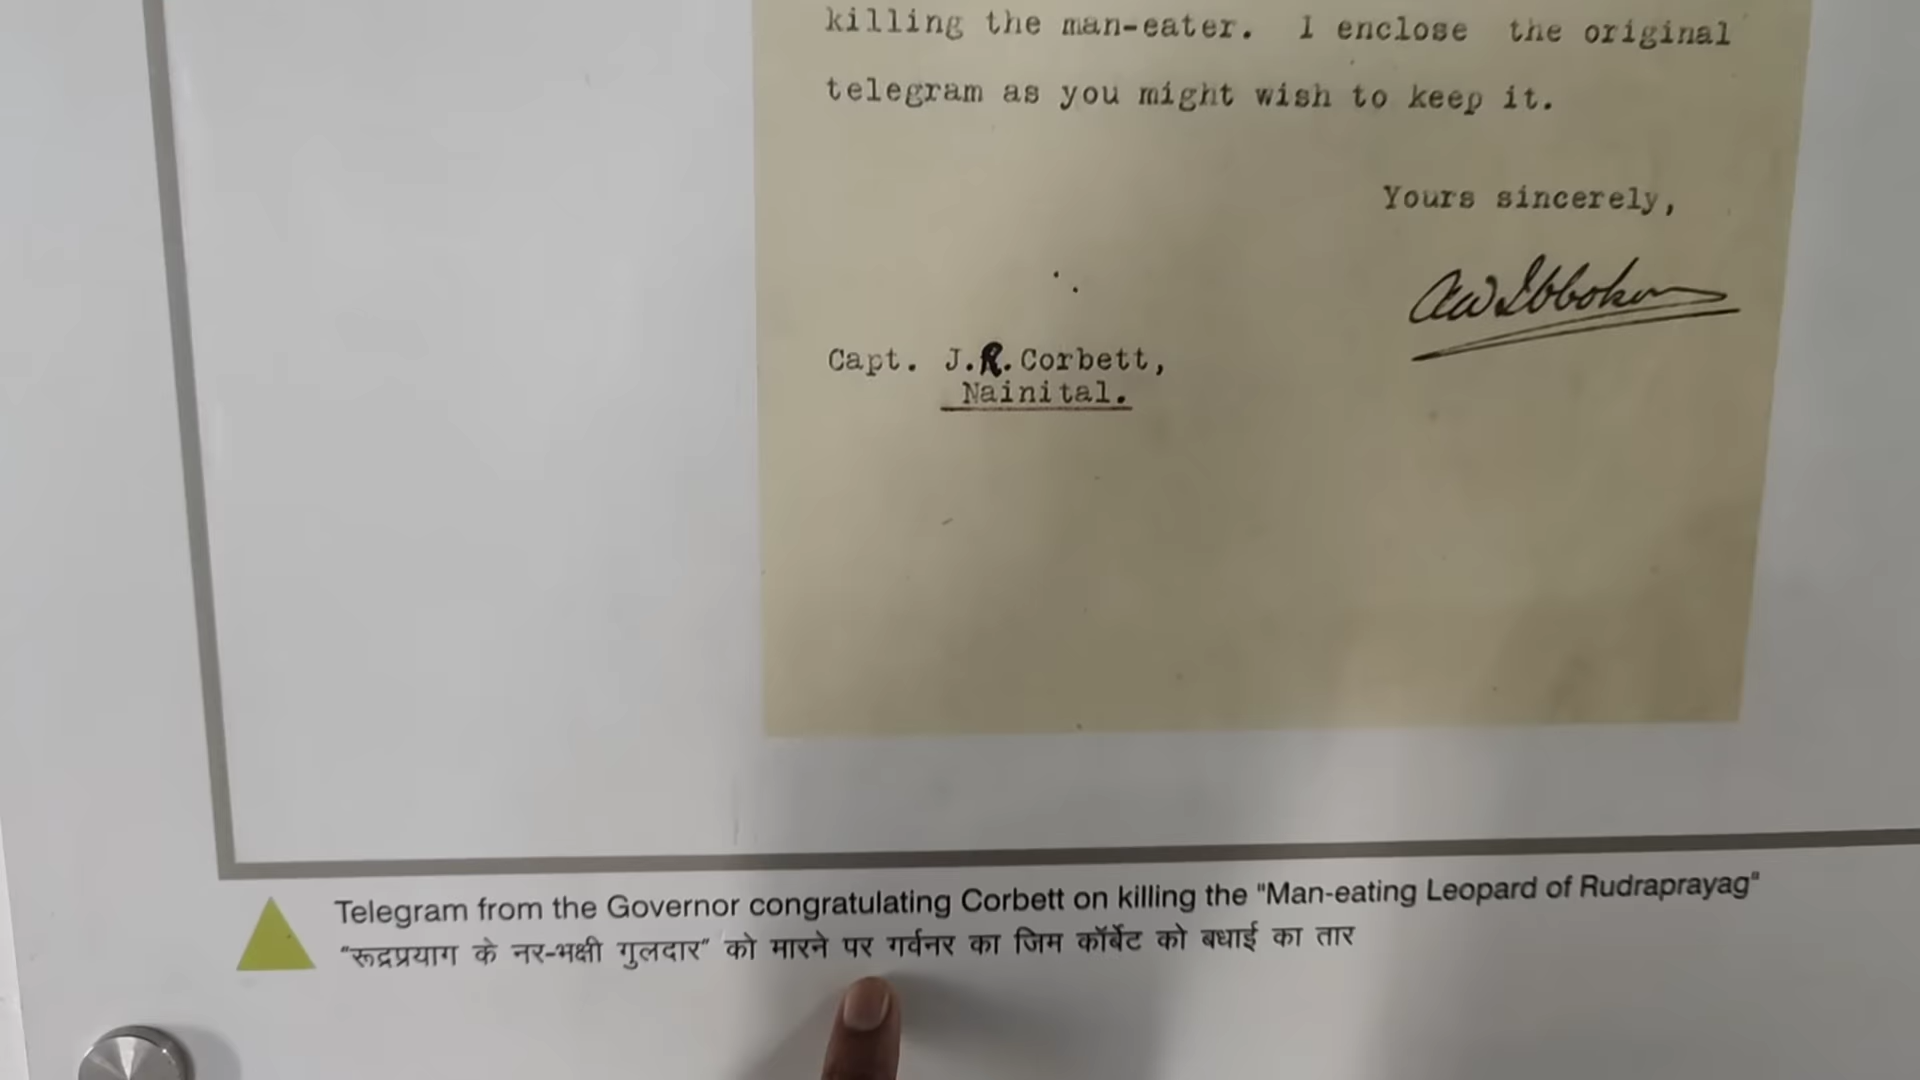 killing the man-eater. I enclose the original
telegram as you might wish to keep it.
Yours sincerely,
AWIbbotson
Capt. J.R. Corbett,
Nainital.
Telegram from the Governor congratulating Corbett on killing the "Man-eating Leopard of Rudraprayag"
"रूद्रप्रयाग के नर-भक्षी गुलदार" को मारने पर गर्वनर का जिम कॉर्बेट को बधाई का तार